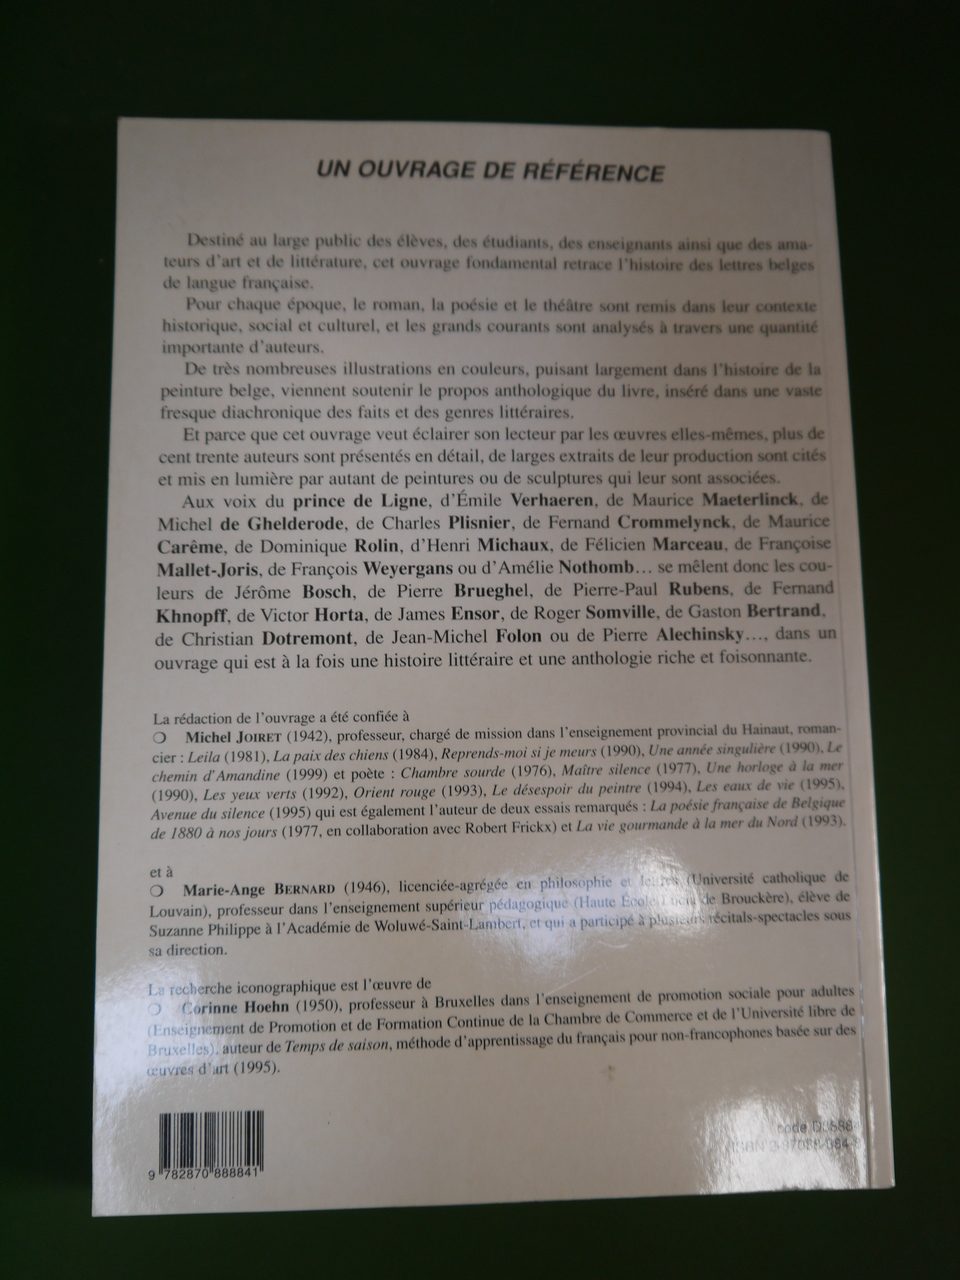 UN OUVRAGE DE RÉFÉRENCE
Destiné au large public des élèves, des étudiants, des enseignants ainsi que des ama-
teurs d'art et de littérature, cet ouvrage fondamental retrace l'histoire des lettres belges
de langue française.
Pour chaque époque, le roman, la poésie et le théâtre sont remis dans leur contexte
historique, social et culturel, et les grands courants sont analysés à travers une quantité
importante d'auteurs.
De très nombreuses illustrations en couleurs, puisant largement dans l'histoire de la
peinture belge, viennent soutenir le propos anthologique du livre, inséré dans une vaste
fresque diachronique des faits et des genres littéraires.
Et parce que cet ouvrage veut éclairer son lecteur par les œuvres elles-mêmes, plus de
cent trente auteurs sont présentés en détail, de larges extraits de leur production sont cités
et mis en lumière par autant de peintures ou de sculptures qui leur sont associées.
Aux voix du prince de Ligne, d'Émile Verhaeren, de Maurice Maeterlinck, de
Michel de Ghelderode, de Charles Plisnier, de Fernand Crommelynck, de Maurice
Carême, de Dominique Rolin, d'Henri Michaux, de Félicien Marceau, de Françoise
Mallet-Joris, de François Weyergans ou d'Amélie Nothomb... se mêlent donc les cou-
leurs de Jérôme Bosch, de Pierre Brueghel, de Pierre-Paul Rubens, de Fernand
Khnopff, de Victor Horta, de James Ensor, de Roger Somville, de Gaston Bertrand,
de Christian Dotremont, de Jean-Michel Folon ou de Pierre Alechinsky..., dans un
ouvrage qui est à la fois une histoire littéraire et une anthologie riche et foisonnante.
La rédaction de l'ouvrage a été confiée à
❍ Michel JOIRET (1942), professeur, chargé de mission dans l'enseignement provincial du Hainaut, roman-
cier : Leila (1981), La paix des chiens (1984), Reprends-moi si je meurs (1990), Une année singulière (1990), Le
chemin d'Amandine (1999) et poète : Chambre sourde (1976), Maître silence (1977), Une horloge à la mer
(1990), Les yeux verts (1992), Orient rouge (1993), Le désespoir du peintre (1994), Les eaux de vie (1995),
Avenue du silence (1995) qui est également l'auteur de deux essais remarqués : La poésie française de Belgique
de 1880 à nos jours (1977, en collaboration avec Robert Frickx) et La vie gourmande à la mer du Nord (1993).
et à
❍ Marie-Ange BERNARD (1946), licenciée-agrégée en philosophie et lettres (Université catholique de
Louvain), professeur dans l'enseignement supérieur pédagogique (Haute École Lucia de Brouckère), élève de
Suzanne Philippe à l'Académie de Woluwé-Saint-Lambert, et qui a participé à plusieurs récitals-spectacles sous
sa direction.
La recherche iconographique est l'œuvre de
❍ Corinne Hoehn (1950), professeur à Bruxelles dans l'enseignement de promotion sociale pour adultes
(Enseignement de Promotion et de Formation Continue de la Chambre de Commerce et de l'Université libre de
Bruxelles), auteur de Temps de saison, méthode d'apprentissage du français pour non-francophones basée sur des
œuvres d'art (1995).
code
ISBN
9 782870 888841